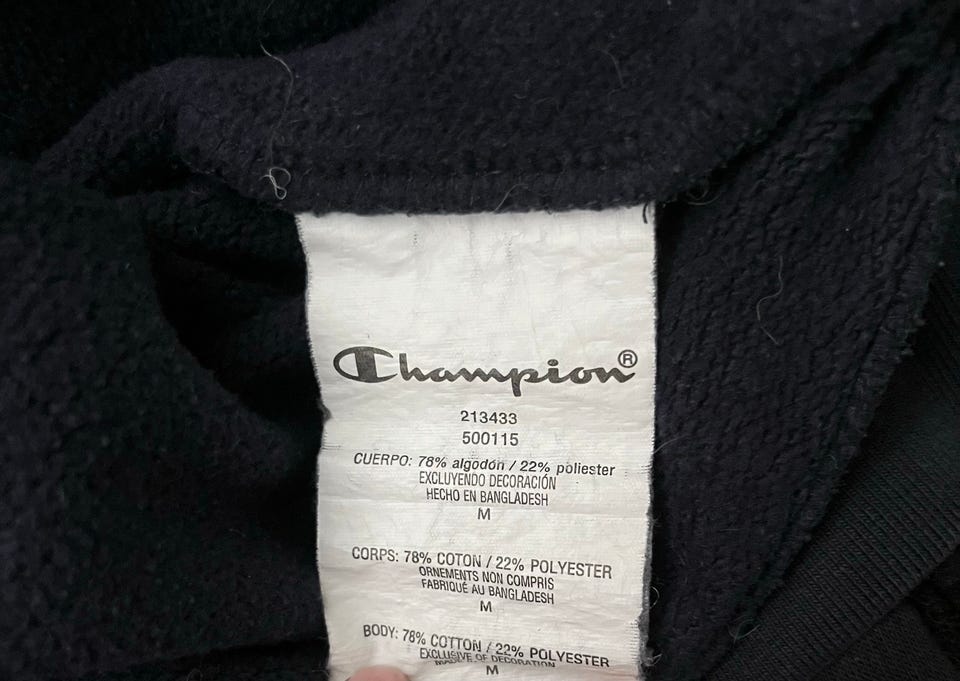 Champion®
213433
500115
CUERPO: 78% algodón / 22% poliester
EXCLUYENDO DECORACIÓN
HECHO EN BANGLADESH
M
CORPS: 78% COTON / 22% POLYESTER
ORNEMENTS NON COMPRIS
FABRIQUÉ AU BANGLADESH
M
BODY: 78% COTTON / 22% POLYESTER
EXCLUSIVE OF DECORATION
M